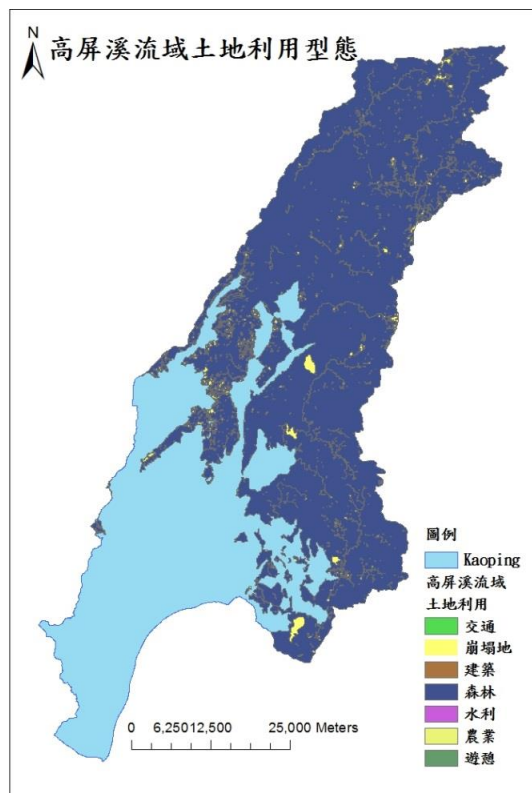 N
高屏溪流域土地利用型態
圖例
Kaoping
高屏溪流域
土地利用
交通
崩塌地
建築
森林
水利
農業
遊憩
0 6,250 12,500 25,000 Meters